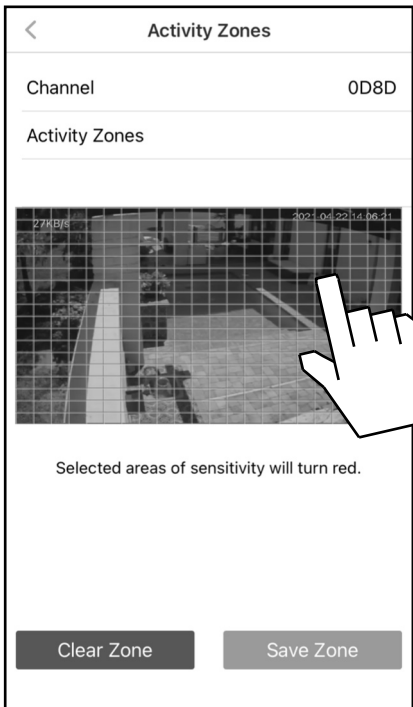 Activity Zones
Channel 0D8D
Activity Zones
27KB/s 2021-04-22 14:06:21
Selected areas of sensitivity will turn red.
Clear Zone Save Zone